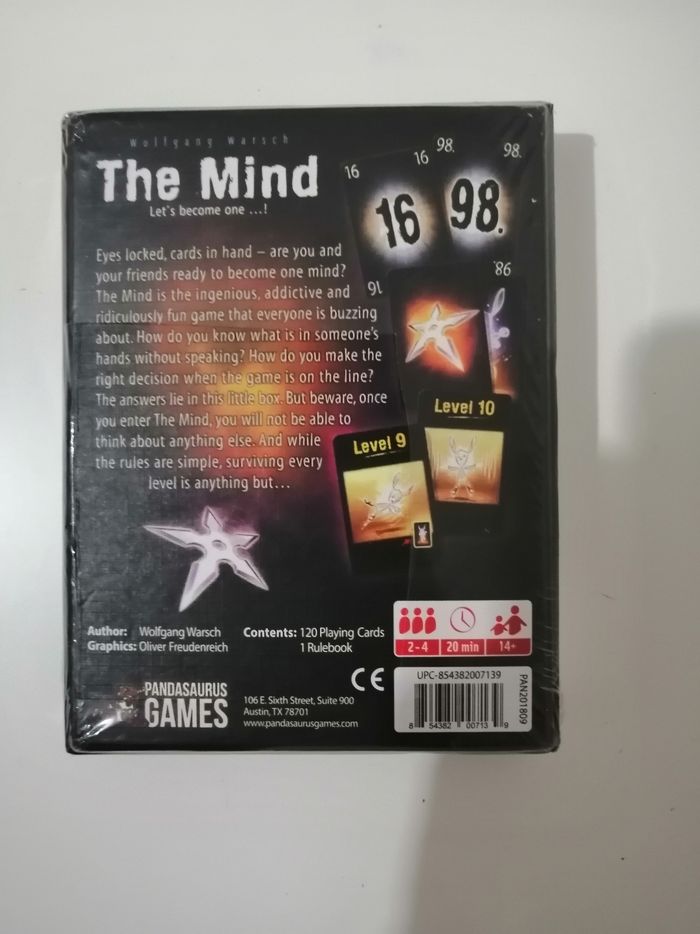 Wolfgang Warsch
The Mind
Let's become one ...!
16
16
98.
98.
16
98.
16
86
Eyes locked, cards in hand – are you and
your friends ready to become one mind?
The Mind is the ingenious, addictive and
ridiculously fun game that everyone is buzzing
about. How do you know what is in someone's
hands without speaking? How do you make the
right decision when the game is on the line?
The answers lie in this little box. But beware, once
you enter The Mind, you will not be able to
think about anything else. And while
the rules are simple, surviving every
level is anything but...
Level 10
Level 9
Author: Wolfgang Warsch
Graphics: Oliver Freudenreich
Contents: 120 Playing Cards
1 Rulebook
2-4
20 min
14+
CE
PANDASAURUS
GAMES
106 E. Sixth Street, Suite 900
Austin, TX 78701
www.pandasaurusgames.com
UPC-854382007139
8 54382 00713 9
PAN201809